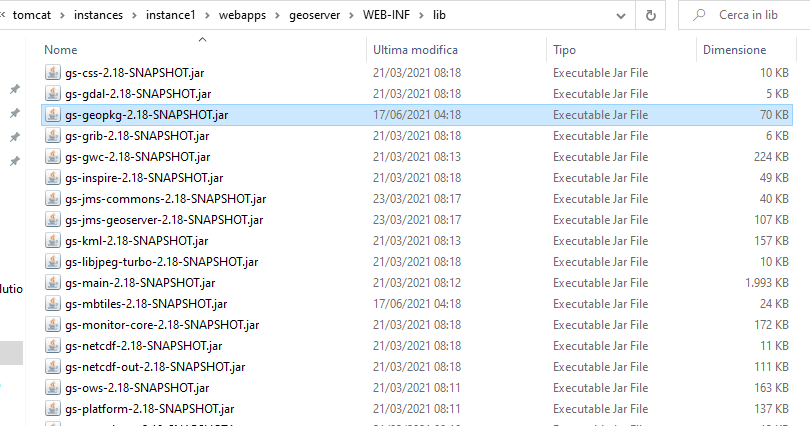 tomcat > instances > instance1 > webapps > geoserver > WEB-INF > lib
Cerca in lib
Nome Ultima modifica Tipo Dimensione
gs-css-2.18-SNAPSHOT.jar 21/03/2021 08:18 Executable Jar File 10 KB
gs-gdal-2.18-SNAPSHOT.jar 21/03/2021 08:18 Executable Jar File 5 KB
gs-geopkg-2.18-SNAPSHOT.jar 17/06/2021 04:18 Executable Jar File 70 KB
gs-grib-2.18-SNAPSHOT.jar 21/03/2021 08:18 Executable Jar File 6 KB
gs-gwc-2.18-SNAPSHOT.jar 21/03/2021 08:13 Executable Jar File 224 KB
gs-inspire-2.18-SNAPSHOT.jar 21/03/2021 08:18 Executable Jar File 49 KB
gs-jms-commons-2.18-SNAPSHOT.jar 23/03/2021 08:17 Executable Jar File 40 KB
gs-jms-geoserver-2.18-SNAPSHOT.jar 23/03/2021 08:17 Executable Jar File 107 KB
gs-kml-2.18-SNAPSHOT.jar 21/03/2021 08:13 Executable Jar File 157 KB
gs-libjpeg-turbo-2.18-SNAPSHOT.jar 21/03/2021 08:18 Executable Jar File 10 KB
lutio gs-main-2.18-SNAPSHOT.jar 21/03/2021 08:12 Executable Jar File 1.993 KB
gs-mbtiles-2.18-SNAPSHOT.jar 17/06/2021 04:18 Executable Jar File 24 KB
gs-monitor-core-2.18-SNAPSHOT.jar 21/03/2021 08:18 Executable Jar File 172 KB
gs-netcdf-2.18-SNAPSHOT.jar 21/03/2021 08:18 Executable Jar File 11 KB
gs-netcdf-out-2.18-SNAPSHOT.jar 21/03/2021 08:18 Executable Jar File 111 KB
gs-ows-2.18-SNAPSHOT.jar 21/03/2021 08:11 Executable Jar File 163 KB
gs-platform-2.18-SNAPSHOT.jar 21/03/2021 08:11 Executable Jar File 137 KB